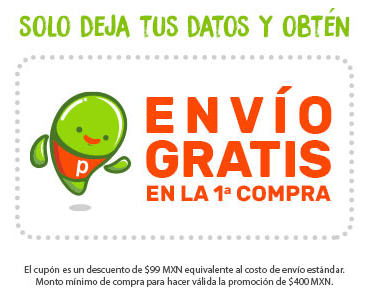 SOLO DEJA TUS DATOS Y OBTÉN
ENVÍO
GRATIS
EN LA 1ª COMPRA
p
El cupón es un descuento de $99 MXN equivalente al costo de envío estándar.
Monto mínimo de compra para hacer válida la promoción de $400 MXN.